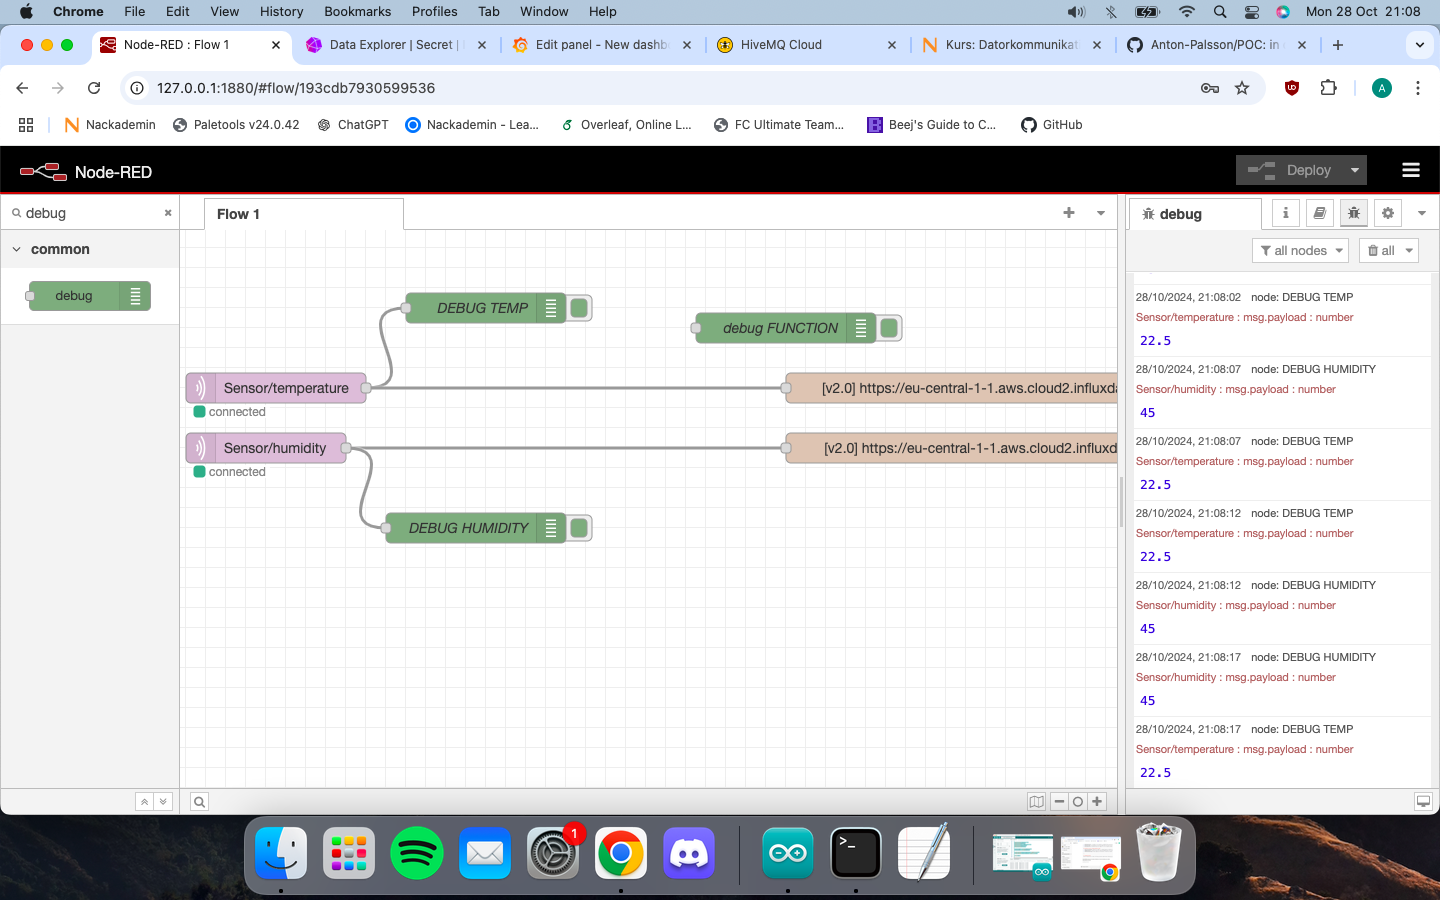 Chrome File Edit View History Bookmarks Profiles Tab Window Help Mon 28 Oct 21:08
Node-RED : Flow 1 Data Explorer | Secret | Edit panel - New dashb HiveMQ Cloud Kurs: Datorkommunikat Anton-Palsson/POC: in
127.0.0.1:1880/#flow/193cdb7930599536 A
Nackademin Paletools v24.0.42 ChatGPT Nackademin - Lea... Overleaf, Online L... FC Ultimate Team... Beej's Guide to C... GitHub
Node-RED Deploy
debug
Flow 1
debug
all nodes all
common
debug
DEBUG TEMP
debug FUNCTION
Sensor/temperature
[v2.0] https://eu-central-1-1.aws.cloud2.influxda
connected
Sensor/humidity
[v2.0] https://eu-central-1-1.aws.cloud2.influxd
connected
DEBUG HUMIDITY
28/10/2024, 21:08:02 node: DEBUG TEMP
Sensor/temperature : msg.payload : number
22.5
28/10/2024, 21:08:07 node: DEBUG HUMIDITY
Sensor/humidity : msg.payload : number
45
28/10/2024, 21:08:07 node: DEBUG TEMP
Sensor/temperature : msg.payload : number
22.5
28/10/2024, 21:08:12 node: DEBUG TEMP
Sensor/temperature : msg.payload : number
22.5
28/10/2024, 21:08:12 node: DEBUG HUMIDITY
Sensor/humidity : msg.payload : number
45
28/10/2024, 21:08:17 node: DEBUG HUMIDITY
Sensor/humidity : msg.payload : number
45
28/10/2024, 21:08:17 node: DEBUG TEMP
Sensor/temperature : msg.payload : number
22.5
1